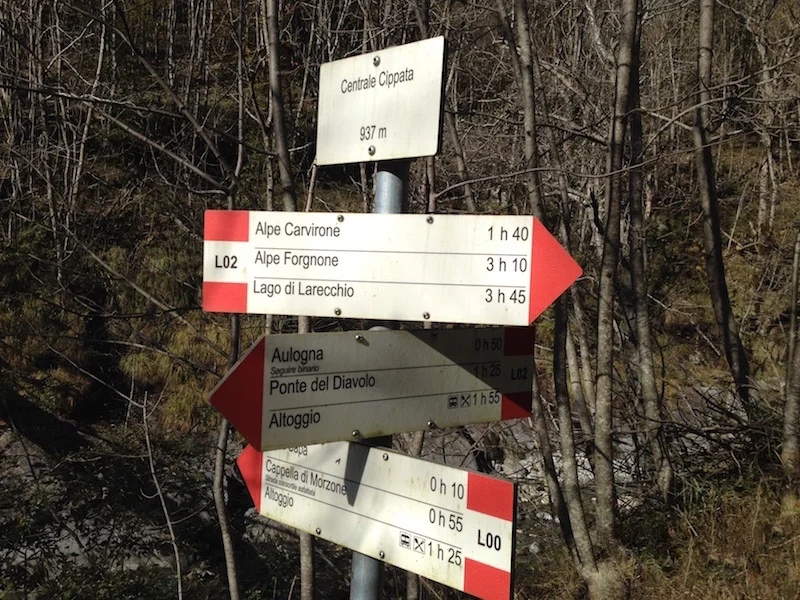 Centrale Cippata
937 m
L02
Alpe Carvirone 1 h 40
Alpe Forgnone 3 h 10
Lago di Larecchio 3 h 45
Aulogna 0 h 50
Seguire binario
Ponte del Diavolo 1 h 25
Altoggio 1 h 55
L02
0 h 10
Cappella di Morzone 0 h 55
Altoggio 1 h 25
L00